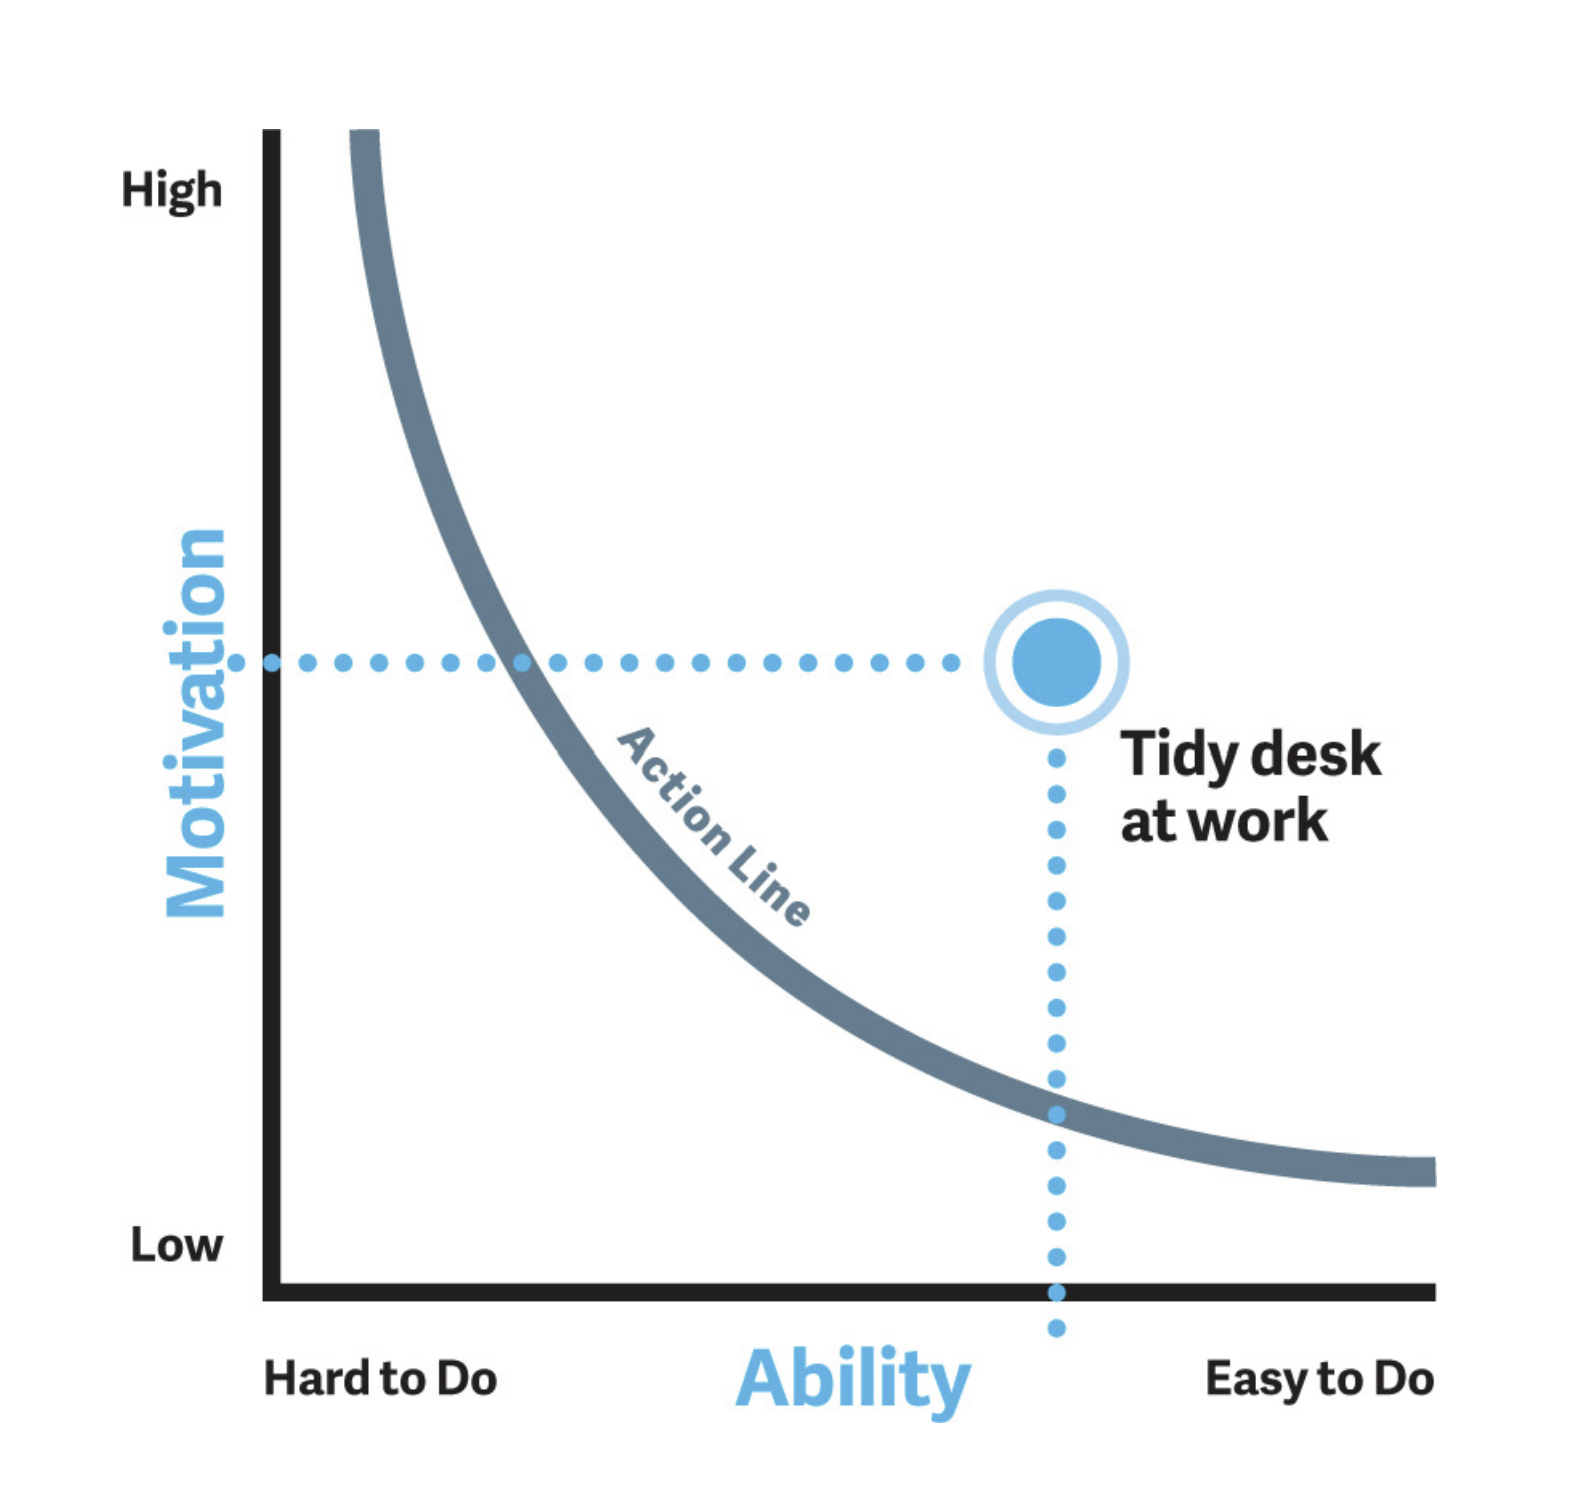 High
Motivation
Action Line
Tidy desk
at work
Low
Hard to Do
Ability
Easy to Do